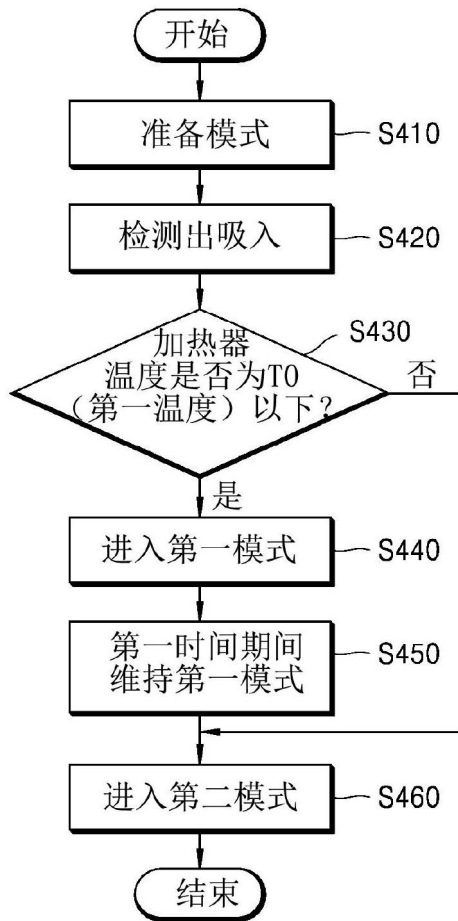 开始
准备模式
S410
检测出吸入
S420
S430
加热器
温度是否为T0
（第一温度）以下?
否
是
进入第一模式
S440
第一时间期间
维持第一模式
S450
进入第二模式
S460
结束